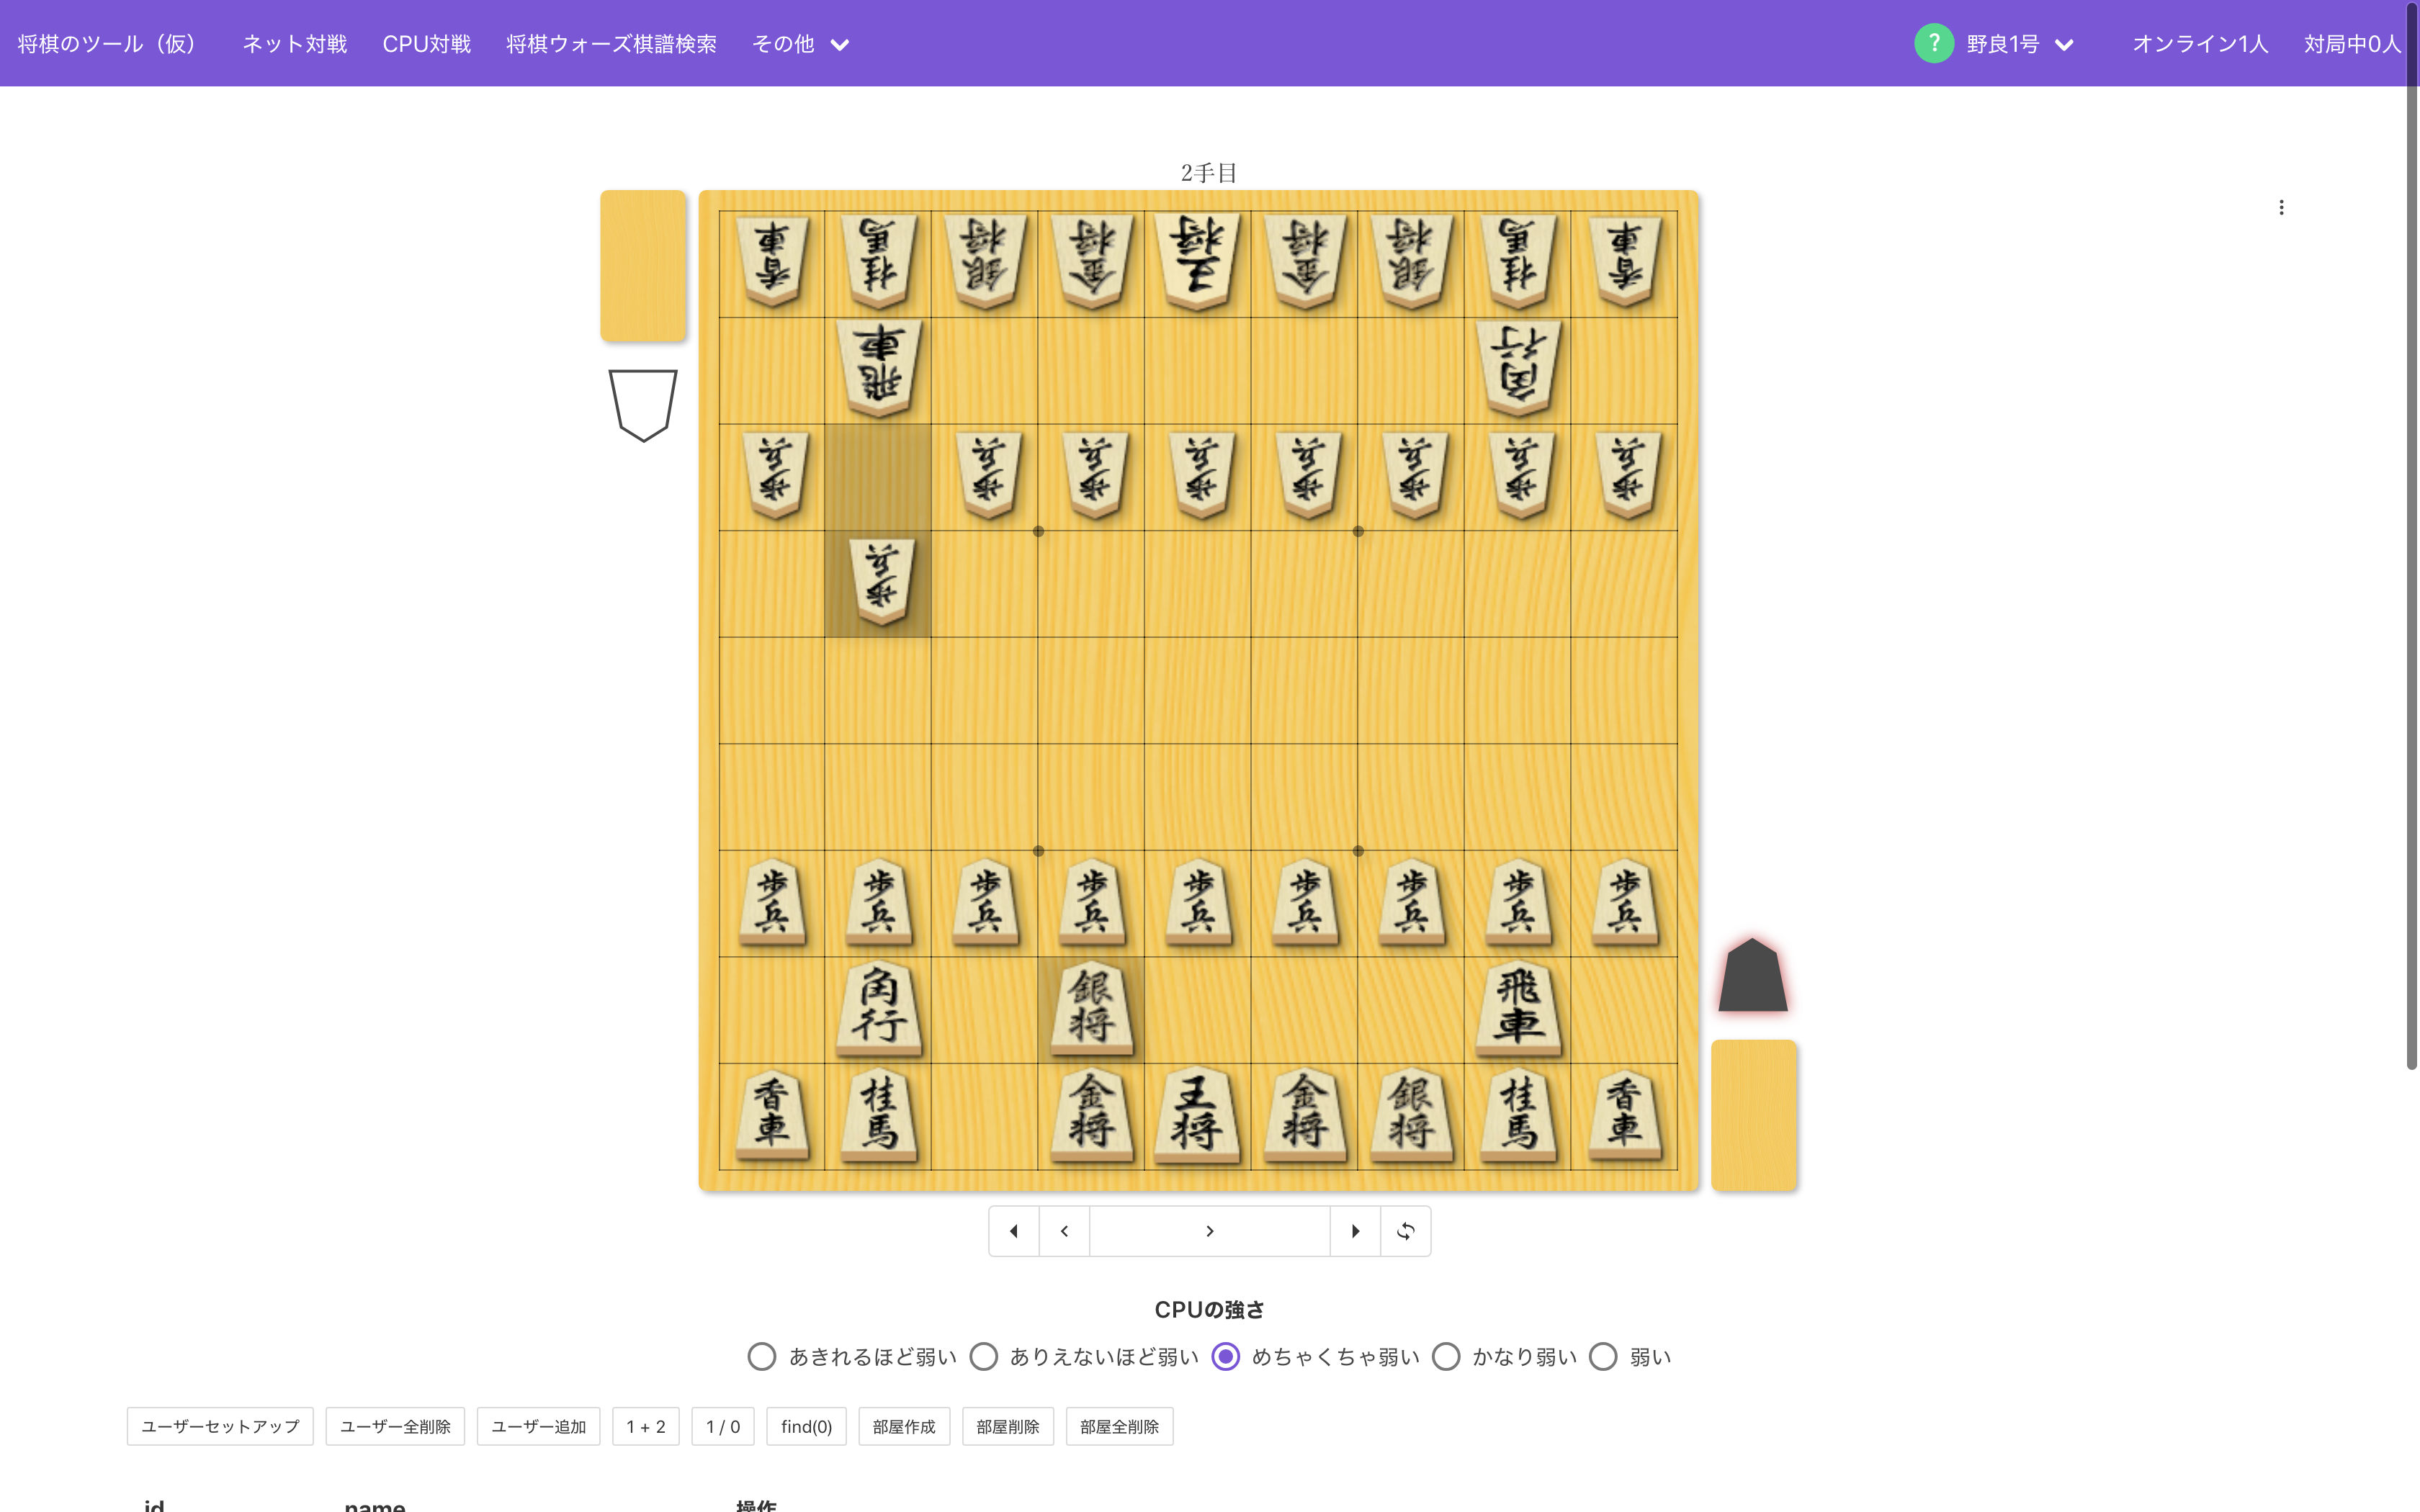 将棋のツール（仮） ネット対戦 CPU対戦 将棋ウォーズ棋譜検索 その他 ? 野良1号 オンライン1人 対局中0人
2手目
香車 桂馬 銀将 金将 王将 金将 銀将 桂馬 香車
飛車 角行
歩兵 歩兵 歩兵 歩兵 歩兵 歩兵 歩兵 歩兵
歩兵
歩兵 歩兵 歩兵 歩兵 歩兵 歩兵 歩兵 歩兵 歩兵
角行 銀将 飛車
香車 桂馬 金将 王将 金将 銀将 桂馬 香車
CPUの強さ
あきれるほど弱い ありえないほど弱い めちゃくちゃ弱い かなり弱い 弱い
ユーザーセットアップ ユーザー全削除 ユーザー追加 1 + 2 1 / 0 find(0) 部屋作成 部屋削除 部屋全削除
id name 操作